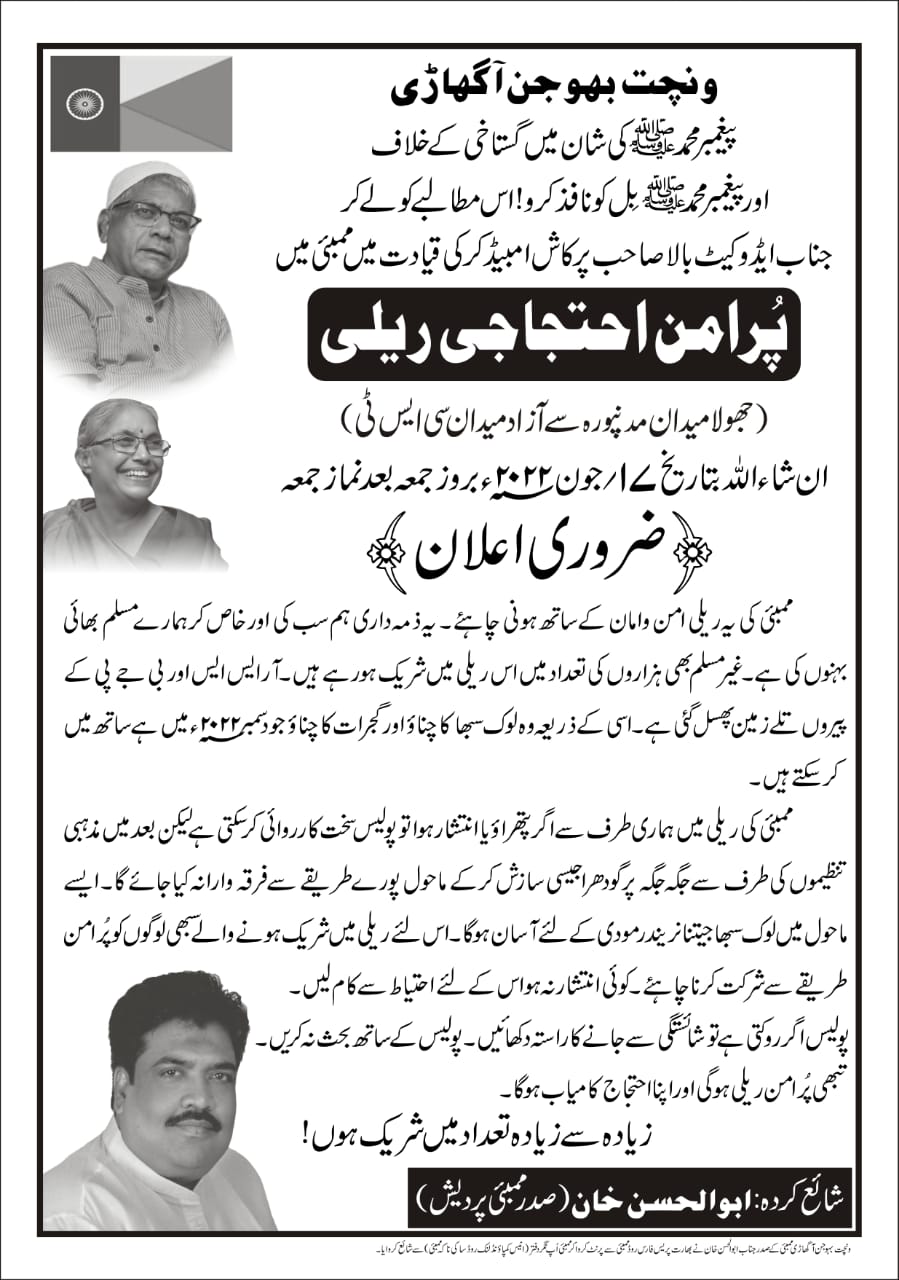 ونچت بھوجن آگھاڑی
پیغمبر محمد ﷺ کی شان میں گستاخی کے خلاف
اور پیغمبر محمد ﷺ بِل کو نافذ کرو! اس مطالبے کو لے کر
جناب ایڈوکیٹ بالا صاحب پرکاش امبیڈکر کی قیادت میں ممبئی میں
پُرامن احتجاجی ریلی
(جھولا میدان مدنپورہ سے آزاد میدان سی ایس ٹی)
ان شاء اللہ بتاریخ ۱۷/جون ۲۰۲۲ء بروز جمعہ بعد نماز جمعہ
ضروری اعلان
ممبئی کی یہ ریلی امن و امان کے ساتھ ہونی چاہئے۔ یہ ذمہ داری ہم سب کی اور خاص کر ہمارے مسلم بھائی
بہنوں کی ہے۔ غیر مسلم بھی ہزاروں کی تعداد میں اس ریلی میں شریک ہو رہے ہیں۔ آر ایس ایس اور بی جے پی کے
پیروں تلے زمین پھسل گئی ہے۔ اسی کے ذریعہ وہ لوک سبھا کا چناؤ اور گجرات کا چناؤ جو دسمبر ۲۰۲۲ء میں ہے ساتھ میں
کر سکتے ہیں۔
ممبئی کی ریلی میں ہماری طرف سے اگر پتھراؤ یا انتشار ہوا تو پولیس سخت کارروائی کر سکتی ہے لیکن بعد میں مذہبی
تنظیموں کی طرف سے جگہ جگہ پر گودھرا جیسی سازش کر کے ماحول پورے طریقے سے فرقہ وارانہ کیا جائے گا۔ ایسے
ماحول میں لوک سبھا جیتنا نریندر مودی کے لئے آسان ہوگا۔ اس لئے ریلی میں شریک ہونے والے سبھی لوگوں کو پُرامن
طریقے سے شرکت کرنا چاہئے۔ کوئی انتشار نہ ہو اس کے لئے احتیاط سے کام لیں۔
پولیس اگر روکتی ہے تو شائستگی سے جانے کا راستہ دکھائیں۔ پولیس کے ساتھ بحث نہ کریں۔
تبھی پُرامن ریلی ہوگی اور اپنا احتجاج کامیاب ہوگا۔
زیادہ سے زیادہ تعداد میں شریک ہوں!
شائع کردہ: ابوالحسن خان (صدر ممبئی پردیش)
ونچت بہوجن آگھاڑی ممبئی کے صدر جناب ابوالحسن خان نے بھارت پریس فارس روڈ ممبئی سے پرنٹ کروا کر ممبئی اُپ نگر دفتر (انیس کمپاؤنڈ لنک روڈ ساکی ناکہ ممبئی) سے شائع کروایا۔